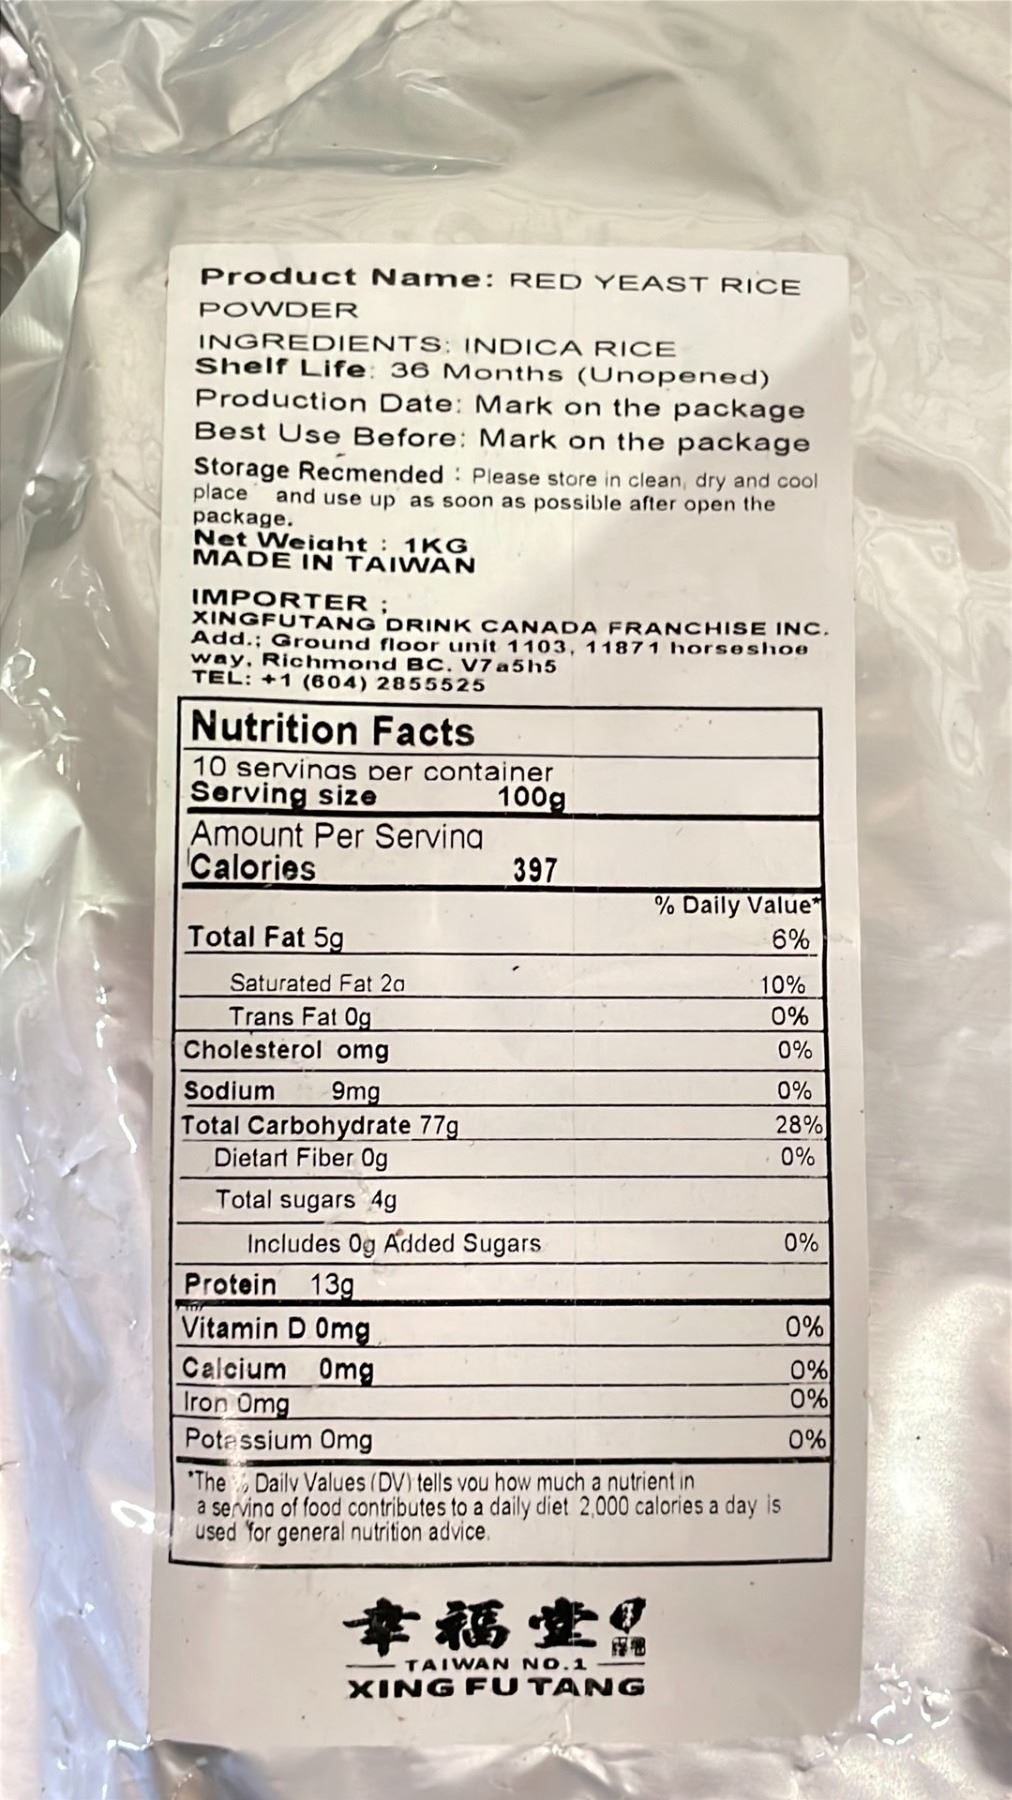 Product Name: RED YEAST RICE
POWDER
INGREDIENTS: INDICA RICE
Shelf Life: 36 Months (Unopened)
Production Date: Mark on the package
Best Use Before: Mark on the package
Storage Recmended : Please store in clean, dry and cool
place and use up as soon as possible after open the
package.
Net Weight : 1KG
MADE IN TAIWAN
IMPORTER ;
XINGFUTANG DRINK CANADA FRANCHISE INC.
Add.; Ground floor unit 1103, 11871 horseshoe
way, Richmond BC. V7a5h5
TEL: +1 (604) 2855525
Nutrition Facts
10 servings per container
Serving size 100g
Amount Per Serving
Calories 397
% Daily Value*
Total Fat 5g 6%
Saturated Fat 2g 10%
Trans Fat 0g 0%
Cholesterol omg 0%
Sodium 9mg 0%
Total Carbohydrate 77g 28%
Dietart Fiber 0g 0%
Total sugars 4g
Includes 0g Added Sugars 0%
Protein 13g
Vitamin D 0mg 0%
Calcium 0mg 0%
Iron 0mg 0%
Potassium 0mg 0%
*The % Daily Values (DV) tells you how much a nutrient in
a serving of food contributes to a daily diet 2,000 calories a day is
used for general nutrition advice.
幸福堂
TAIWAN NO.1
XING FU TANG